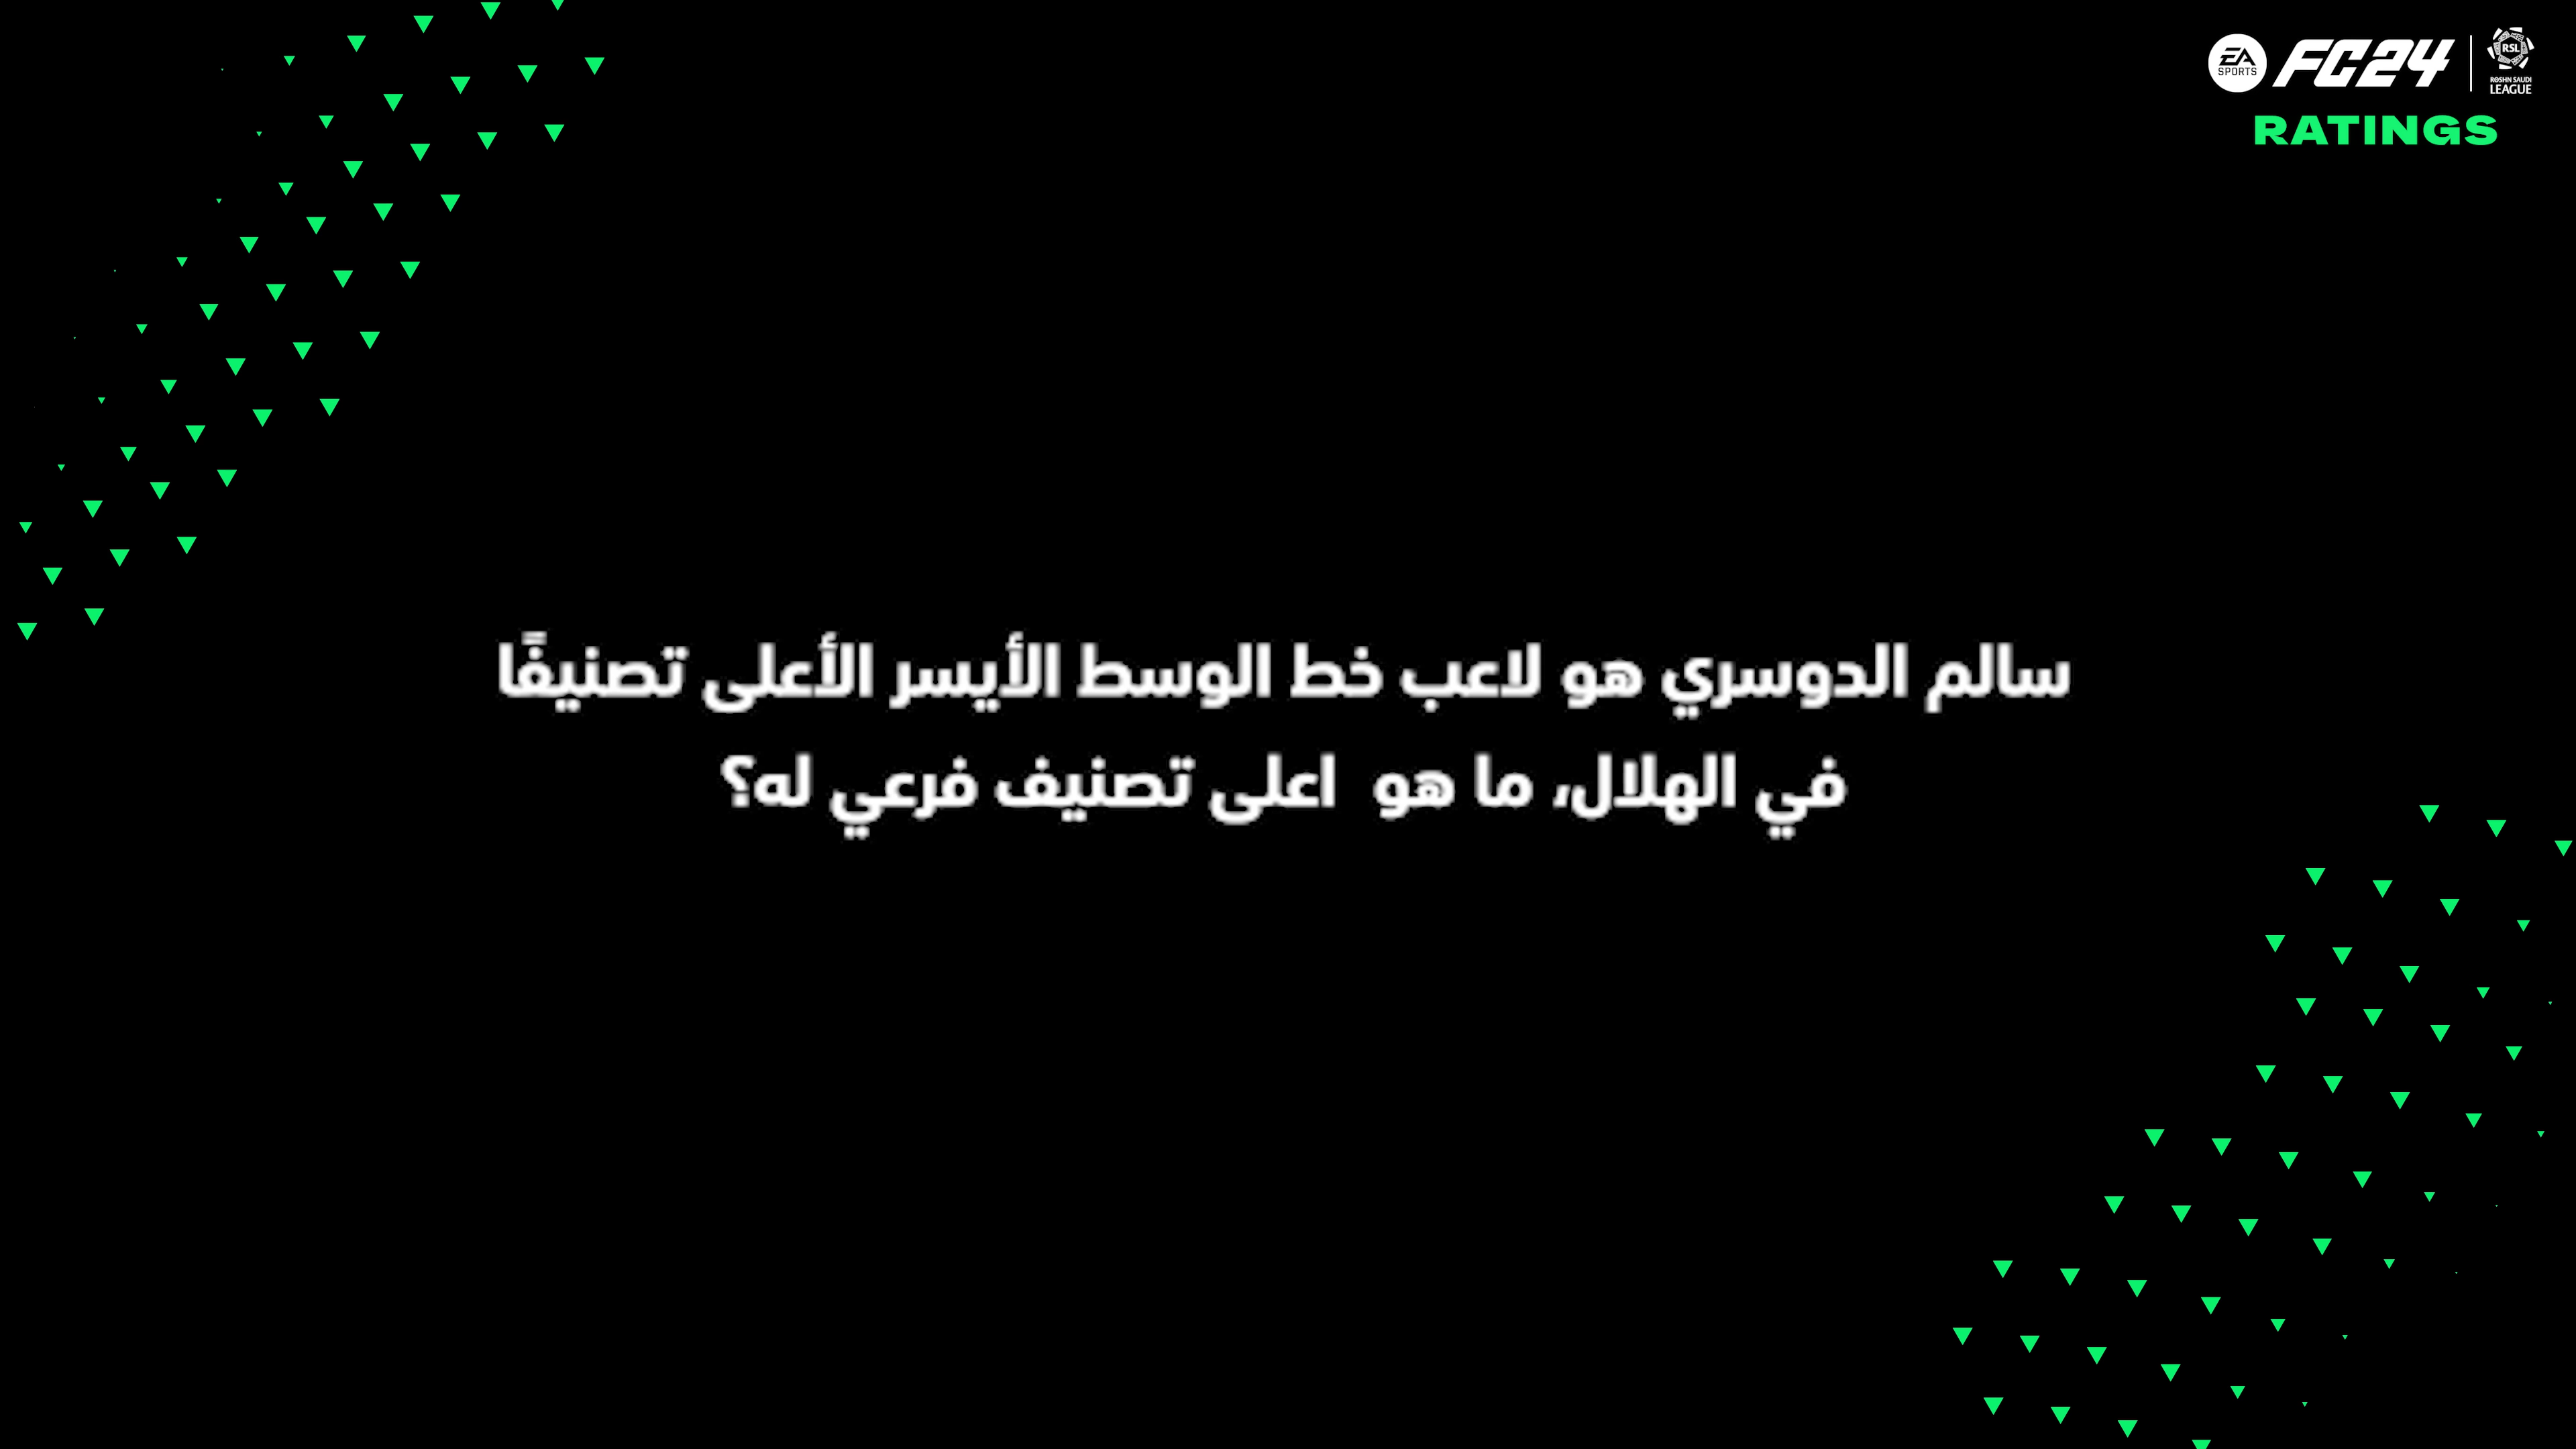 EA SPORTS FC24 RSL ROSHN SAUDI LEAGUE
RATINGS
سالم الدوسري هو لاعب خط الوسط الأيسر الأعلى تصنيفًا
في الهلال، ما هو اعلى تصنيف فرعي له؟